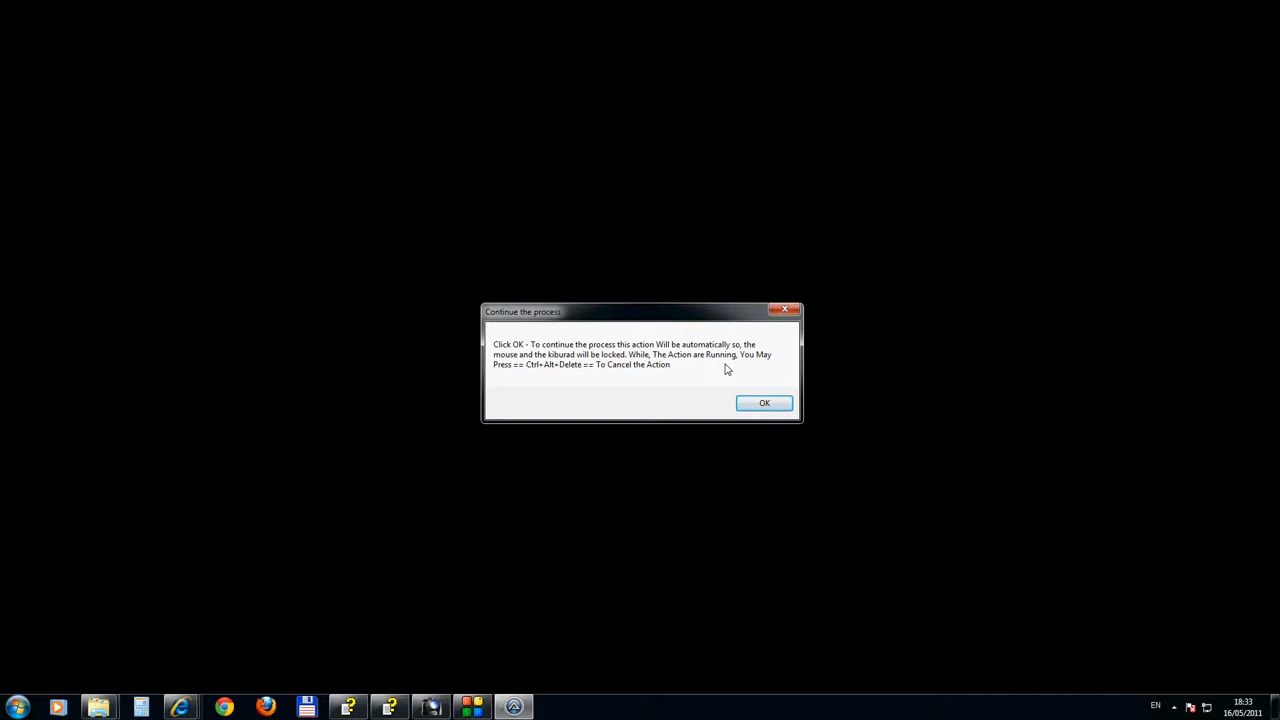 Continue the process
Click OK - To continue the process this action Will be automatically so, the
mouse and the kiburad will be locked. While, The Action are Running, You May
Press == Ctrl+Alt+Delete == To Cancel the Action
OK
EN
18:33
16/05/2011